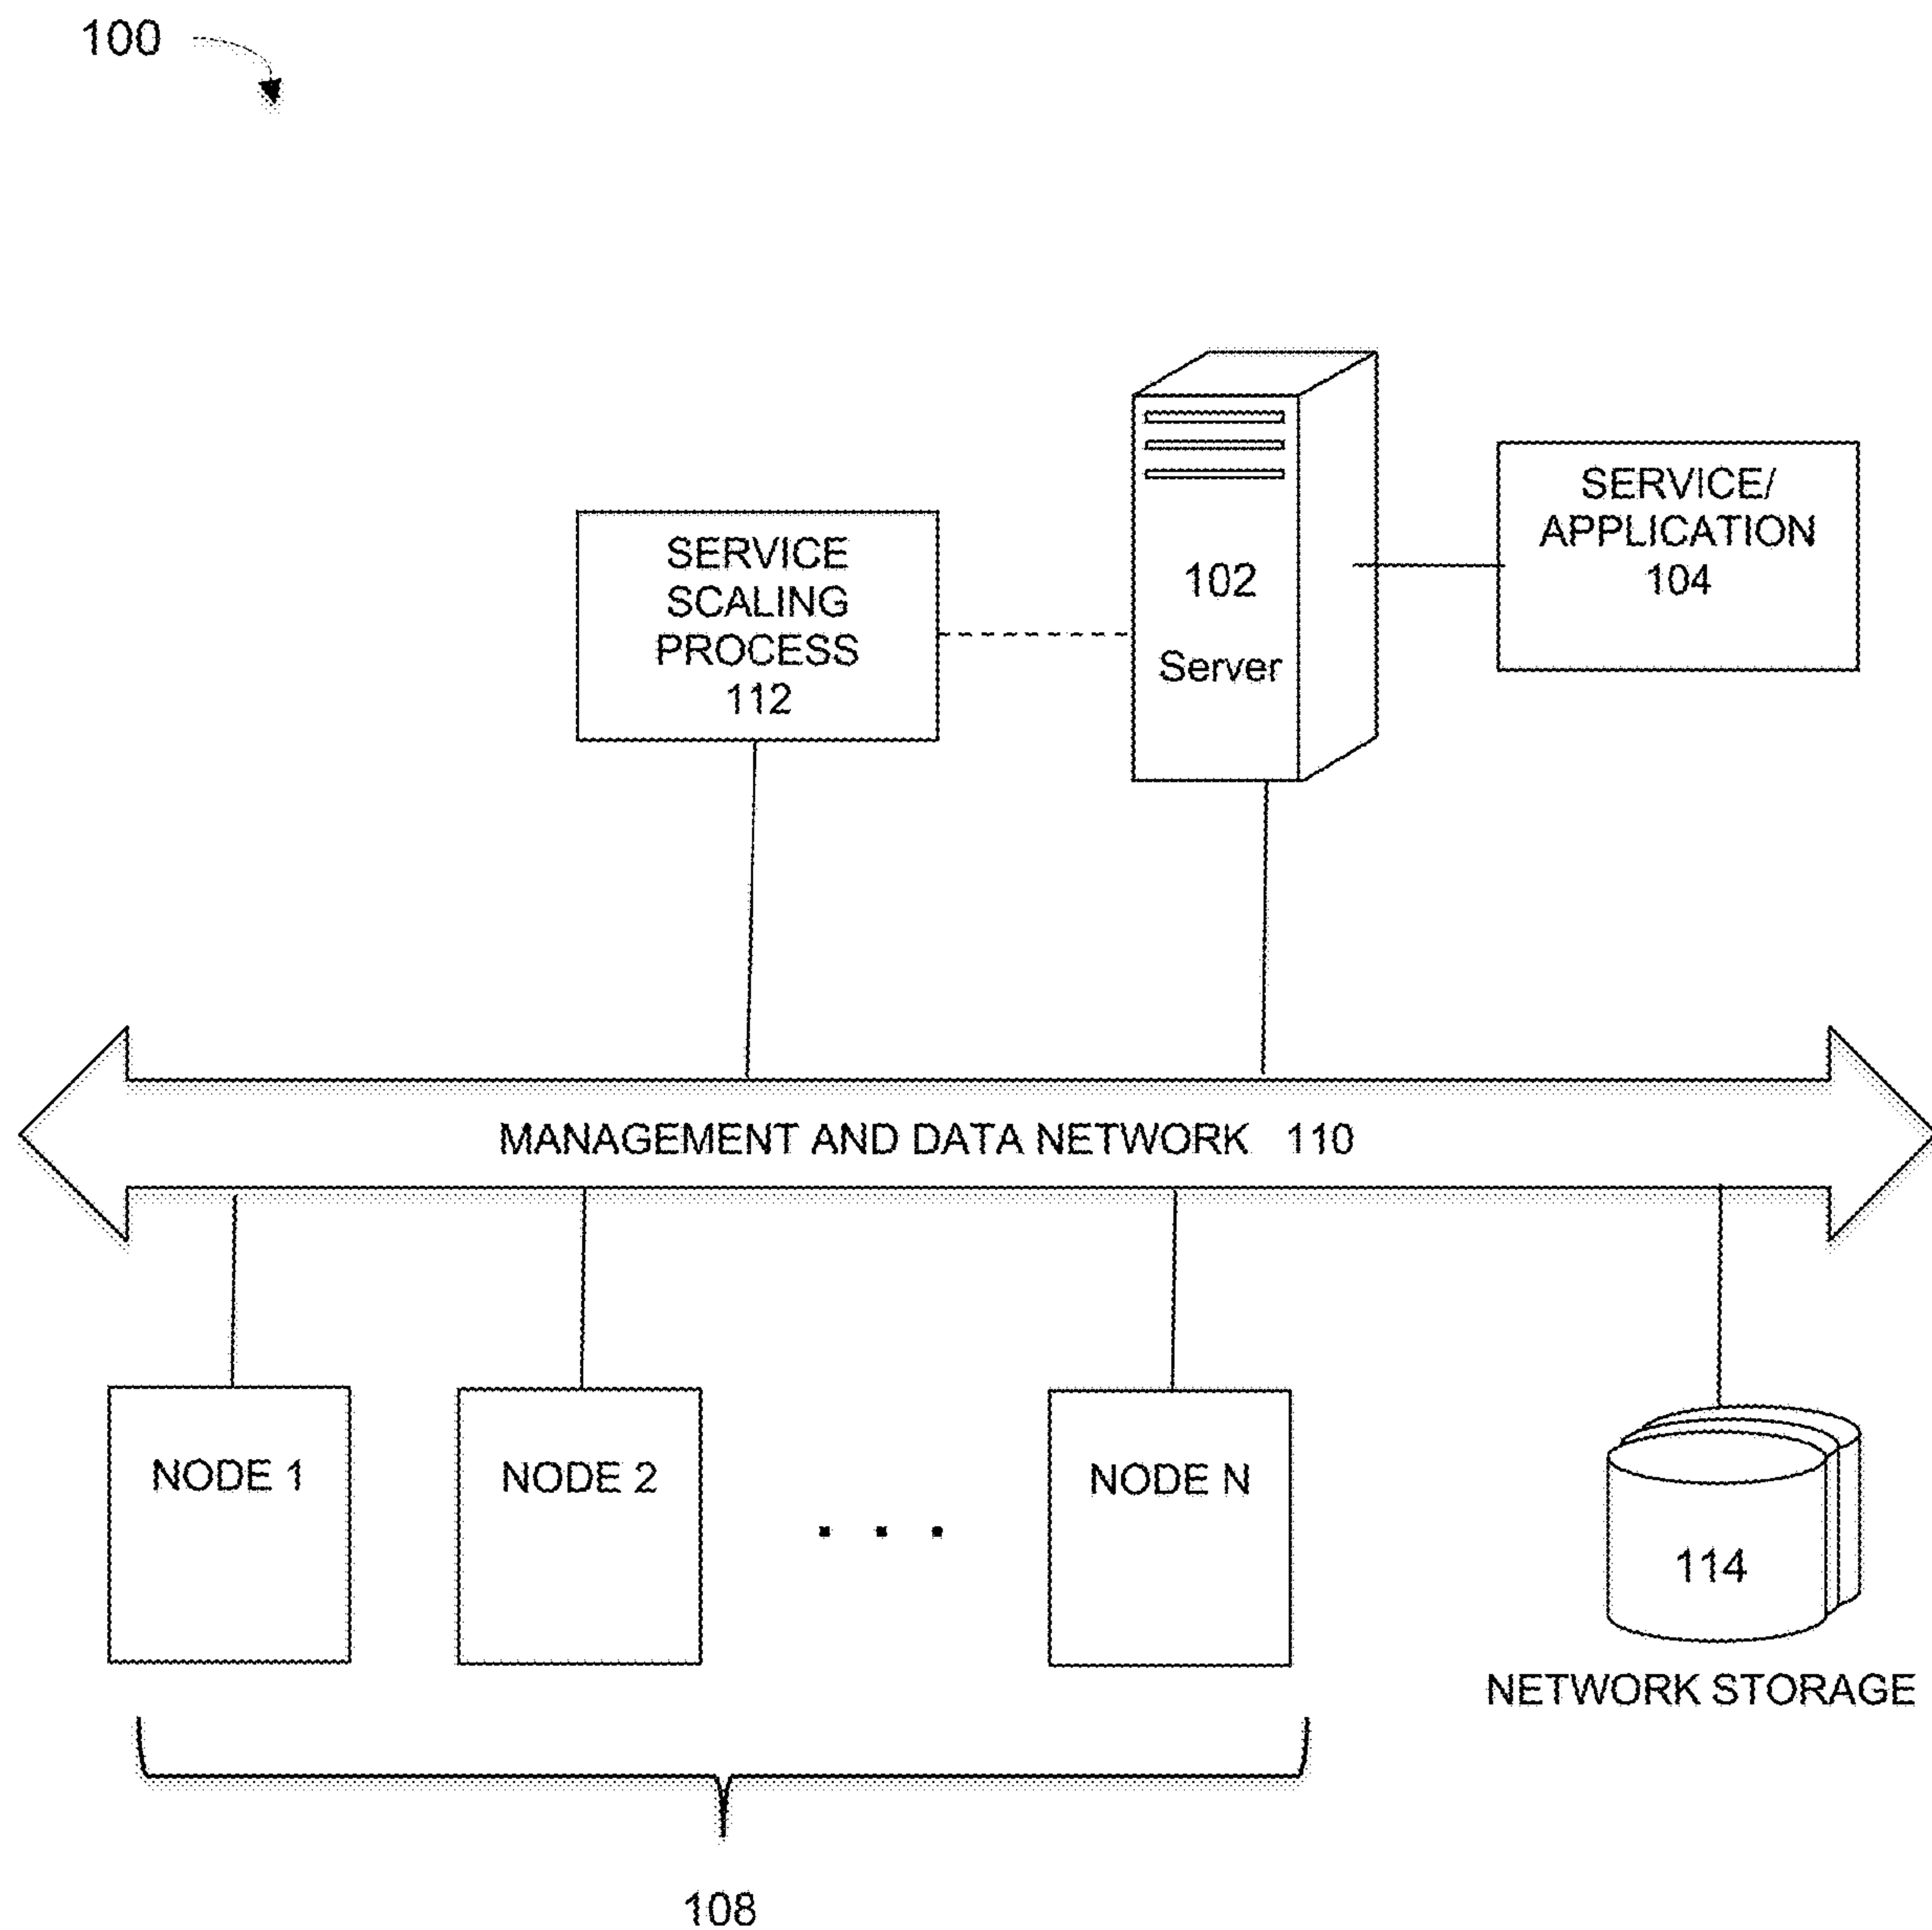 100
SERVICE/
APPLICATION
104
SERVICE
SCALING
PROCESS
112
102
Server
MANAGEMENT AND DATA NETWORK 110
NODE 1
NODE 2
. . .
NODE N
114
NETWORK STORAGE
108